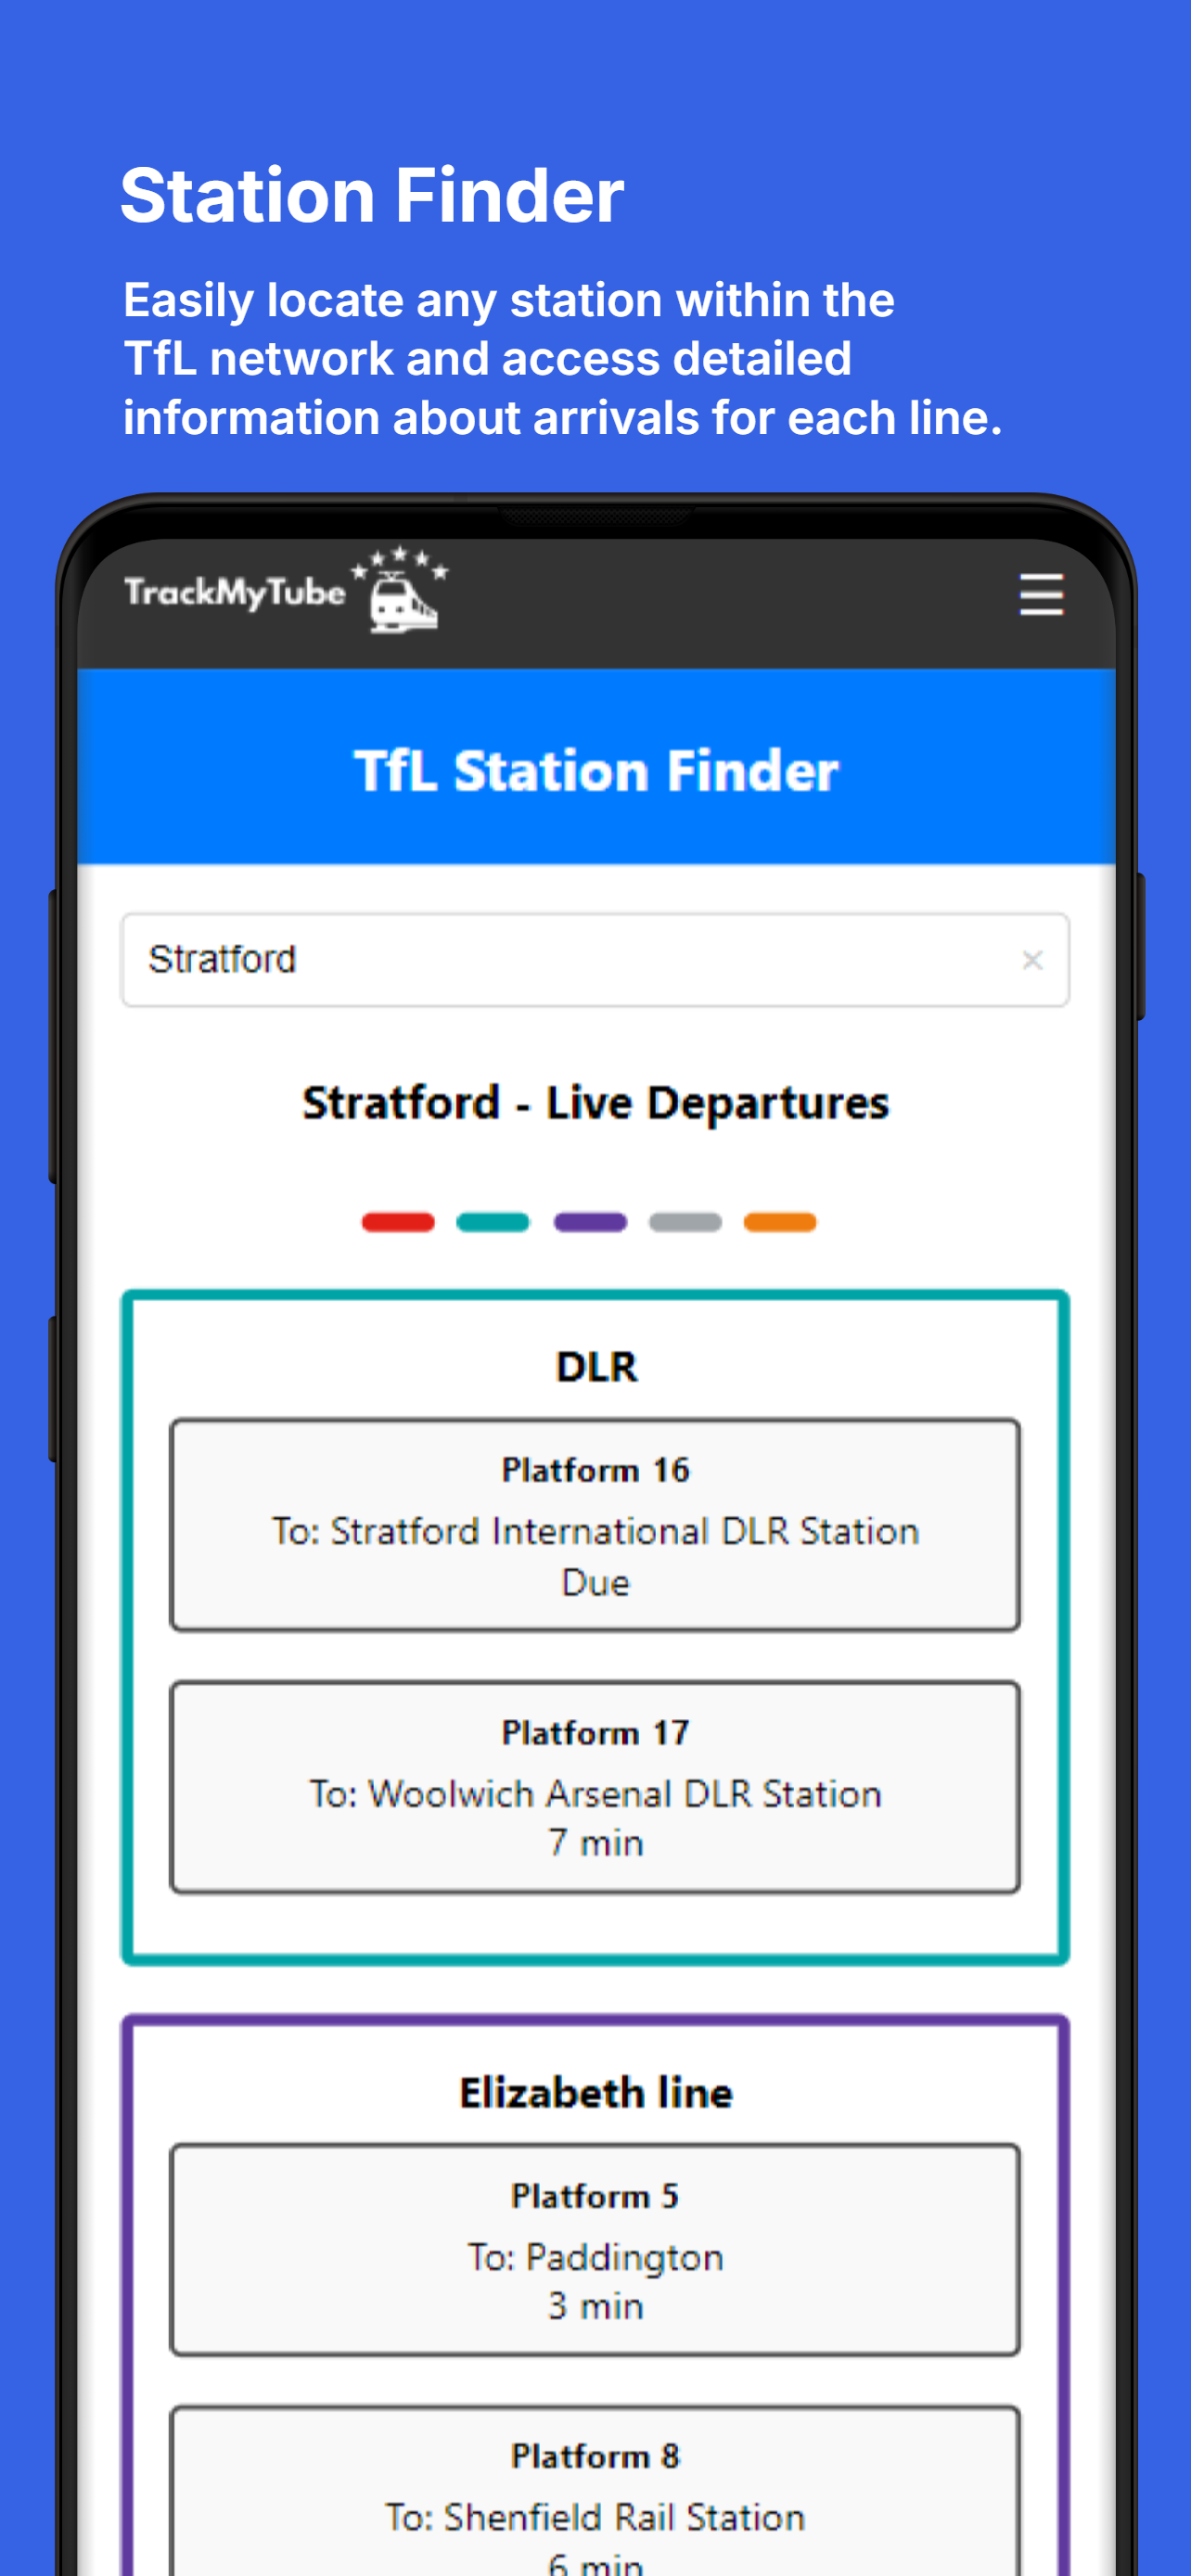 Station Finder
Easily locate any station within the
TfL network and access detailed
information about arrivals for each line.
TrackMyTube
TfL Station Finder
Stratford
Stratford - Live Departures
DLR
Platform 16
To: Stratford International DLR Station
Due
Platform 17
To: Woolwich Arsenal DLR Station
7 min
Elizabeth line
Platform 5
To: Paddington
3 min
Platform 8
To: Shenfield Rail Station
6 min